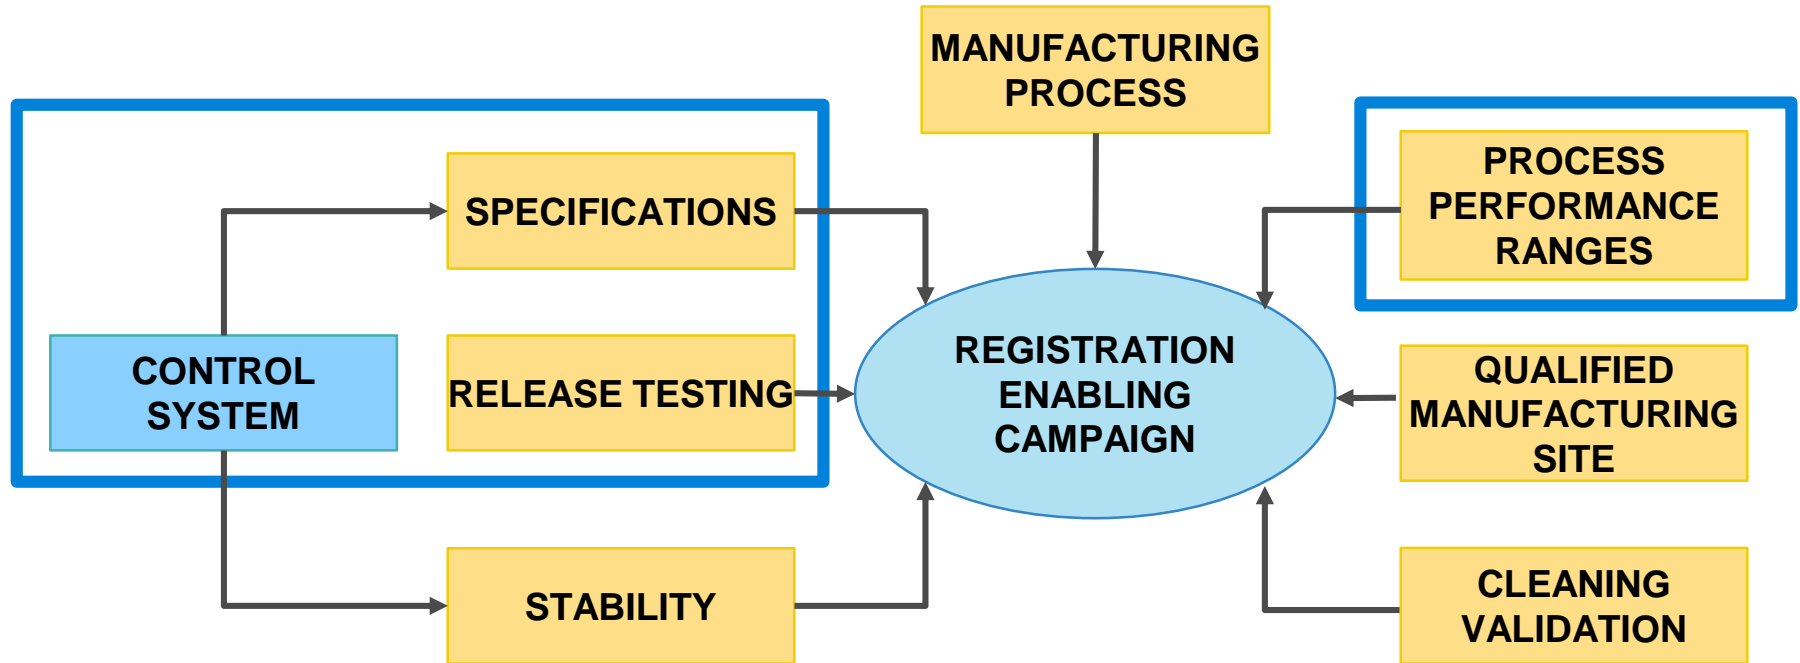 MANUFACTURING
PROCESS
PROCESS
PERFORMANCE
RANGES
SPECIFICATIONS
CONTROL
SYSTEM
RELEASE TESTING
REGISTRATION
ENABLING
CAMPAIGN
QUALIFIED
MANUFACTURING
SITE
STABILITY
CLEANING
VALIDATION